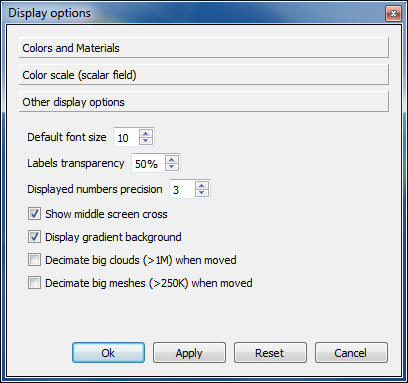 Display options
Colors and Materials
Color scale (scalar field)
Other display options
Default font size 10
Labels transparency 50%
Displayed numbers precision 3
Show middle screen cross
Display gradient background
Decimate big clouds (>1M) when moved
Decimate big meshes (>250K) when moved
Ok Apply Reset Cancel